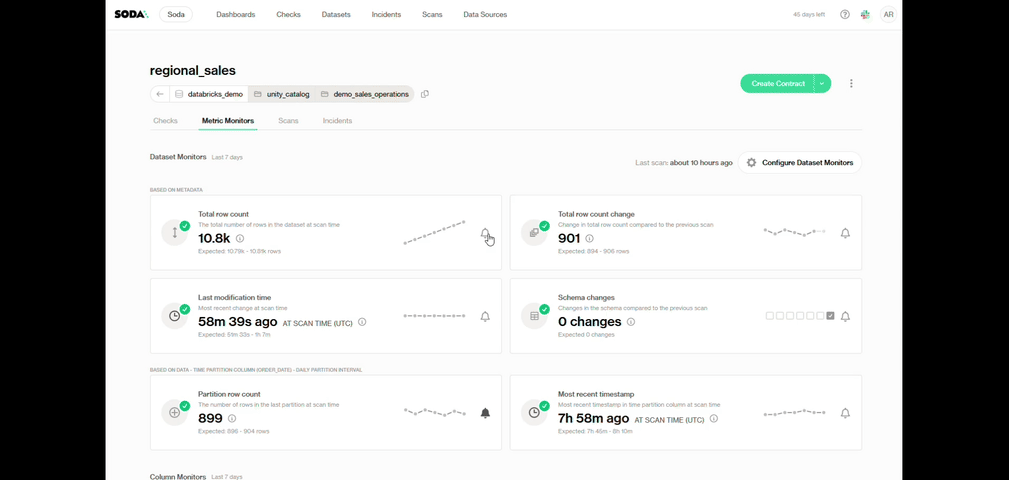 SODA Soda Dashboards Checks Datasets Incidents Scans Data Sources 45 days left AR
regional_sales
databricks_demo unity_catalog demo_sales_operations
Create Contract
Checks Metric Monitors Scans Incidents
Dataset Monitors Last 7 days
Last scan: about 10 hours ago Configure Dataset Monitors
BASED ON METADATA
Total row count
The total number of rows in the dataset at scan time
10.8k
Expected: 10.79k - 10.81k rows
Total row count change
Change in total row count compared to the previous scan
901
Expected: 894 - 906 rows
Last modification time
Most recent change at scan time
58m 39s ago AT SCAN TIME (UTC)
Expected: 51m 33s - 1h 7m
Schema changes
Changes in the schema compared to the previous scan
0 changes
Expected 0 changes
BASED ON DATA - TIME PARTITION COLUMN (ORDER_DATE) - DAILY PARTITION INTERVAL
Partition row count
The number of rows in the last partition at scan time
899
Expected: 896 - 904 rows
Most recent timestamp
Most recent timestamp in time partition column at scan time
7h 58m ago AT SCAN TIME (UTC)
Expected: 7h 46m - 8h 10m
Column Monitors Last 7 days